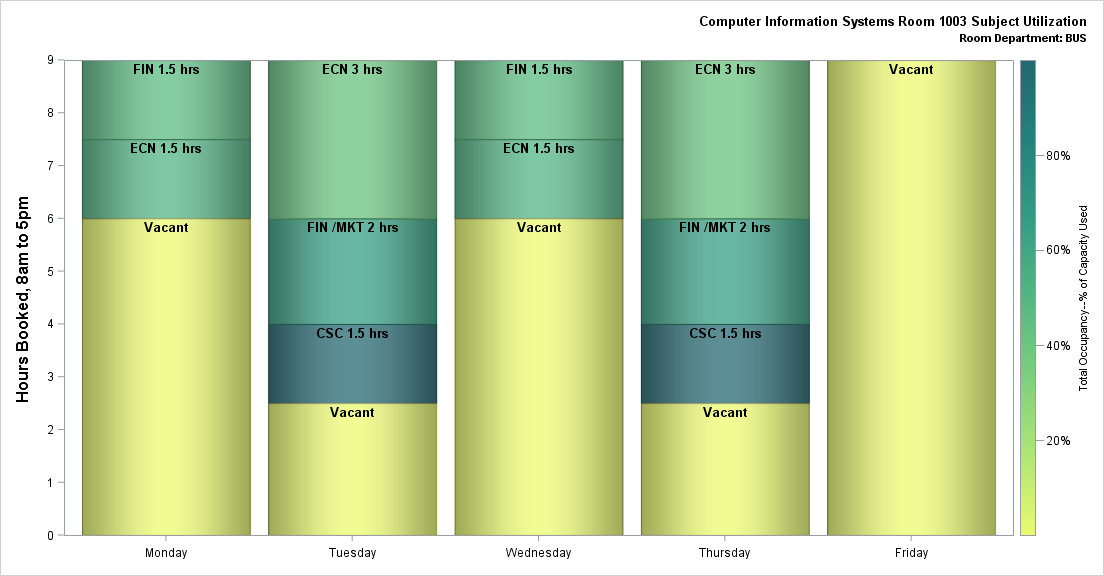 Computer Information Systems Room 1003 Subject Utilization
Room Department: BUS
Hours Booked, 8am to 5pm
9
8
7
6
5
4
3
2
1
0
FIN 1.5 hrs
ECN 1.5 hrs
Vacant
ECN 3 hrs
FIN /MKT 2 hrs
CSC 1.5 hrs
Vacant
FIN 1.5 hrs
ECN 1.5 hrs
Vacant
ECN 3 hrs
FIN /MKT 2 hrs
CSC 1.5 hrs
Vacant
Vacant
Monday
Tuesday
Wednesday
Thursday
Friday
80%
60%
40%
20%
Total Occupancy--% of Capacity Used